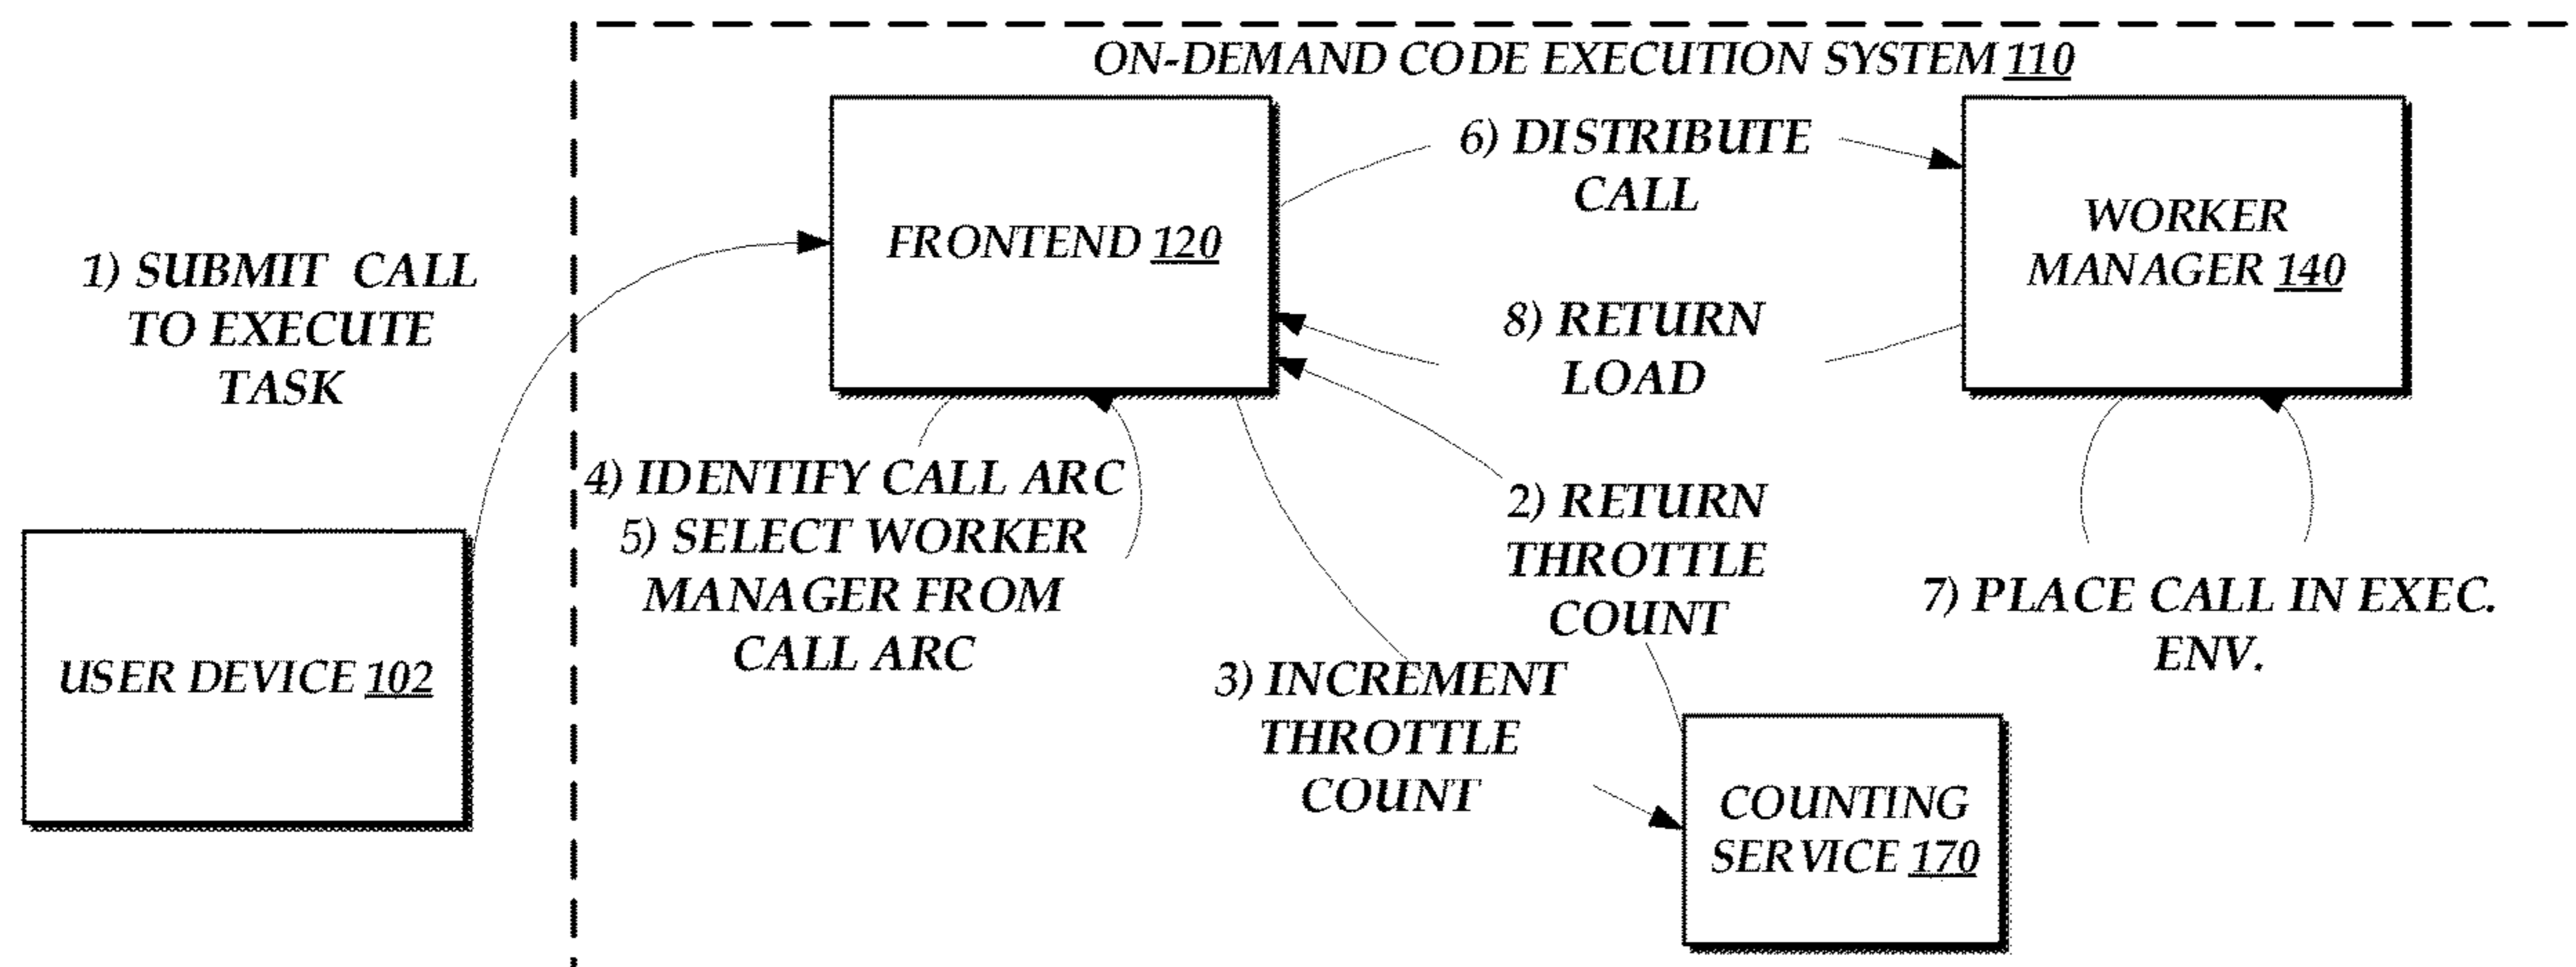 ON-DEMAND CODE EXECUTION SYSTEM 110
1) SUBMIT CALL
TO EXECUTE
TASK
USER DEVICE 102
FRONTEND 120
6) DISTRIBUTE
CALL
WORKER
MANAGER 140
8) RETURN
LOAD
4) IDENTIFY CALL ARC
5) SELECT WORKER
MANAGER FROM
CALL ARC
2) RETURN
THROTTLE
COUNT
3) INCREMENT
THROTTLE
COUNT
7) PLACE CALL IN EXEC.
ENV.
COUNTING
SERVICE 170